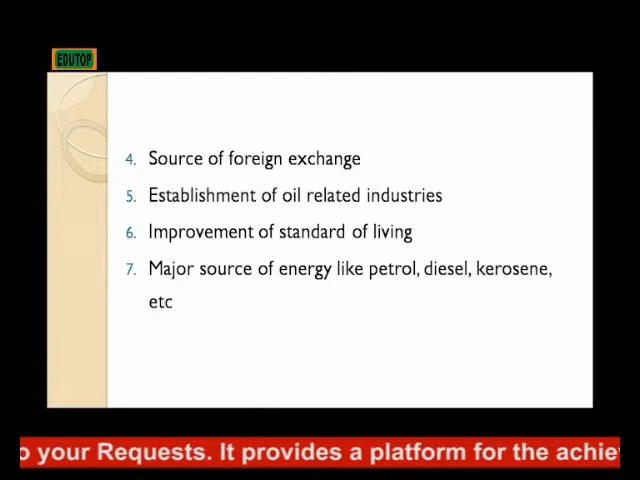 EDUTOP
4. Source of foreign exchange
5. Establishment of oil related industries
6. Improvement of standard of living
7. Major source of energy like petrol, diesel, kerosene,
etc
your Requests. It provides a platform for the